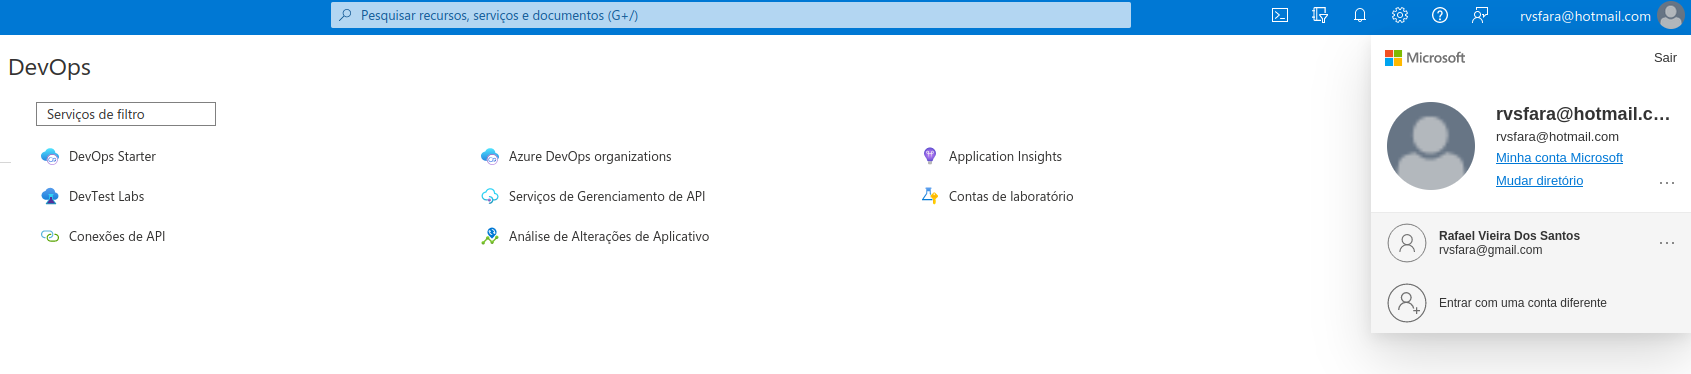 Pesquisar recursos, serviços e documentos (G+/)
rvsfara@hotmail.com
DevOps
Serviços de filtro
DevOps Starter
Azure DevOps organizations
Application Insights
DevTest Labs
Serviços de Gerenciamento de API
Contas de laboratório
Conexões de API
Análise de Alterações de Aplicativo
Microsoft
Sair
rvsfara@hotmail.c...
rvsfara@hotmail.com
Minha conta Microsoft
Mudar diretório
...
Rafael Vieira Dos Santos
rvsfara@gmail.com
...
Entrar com uma conta diferente